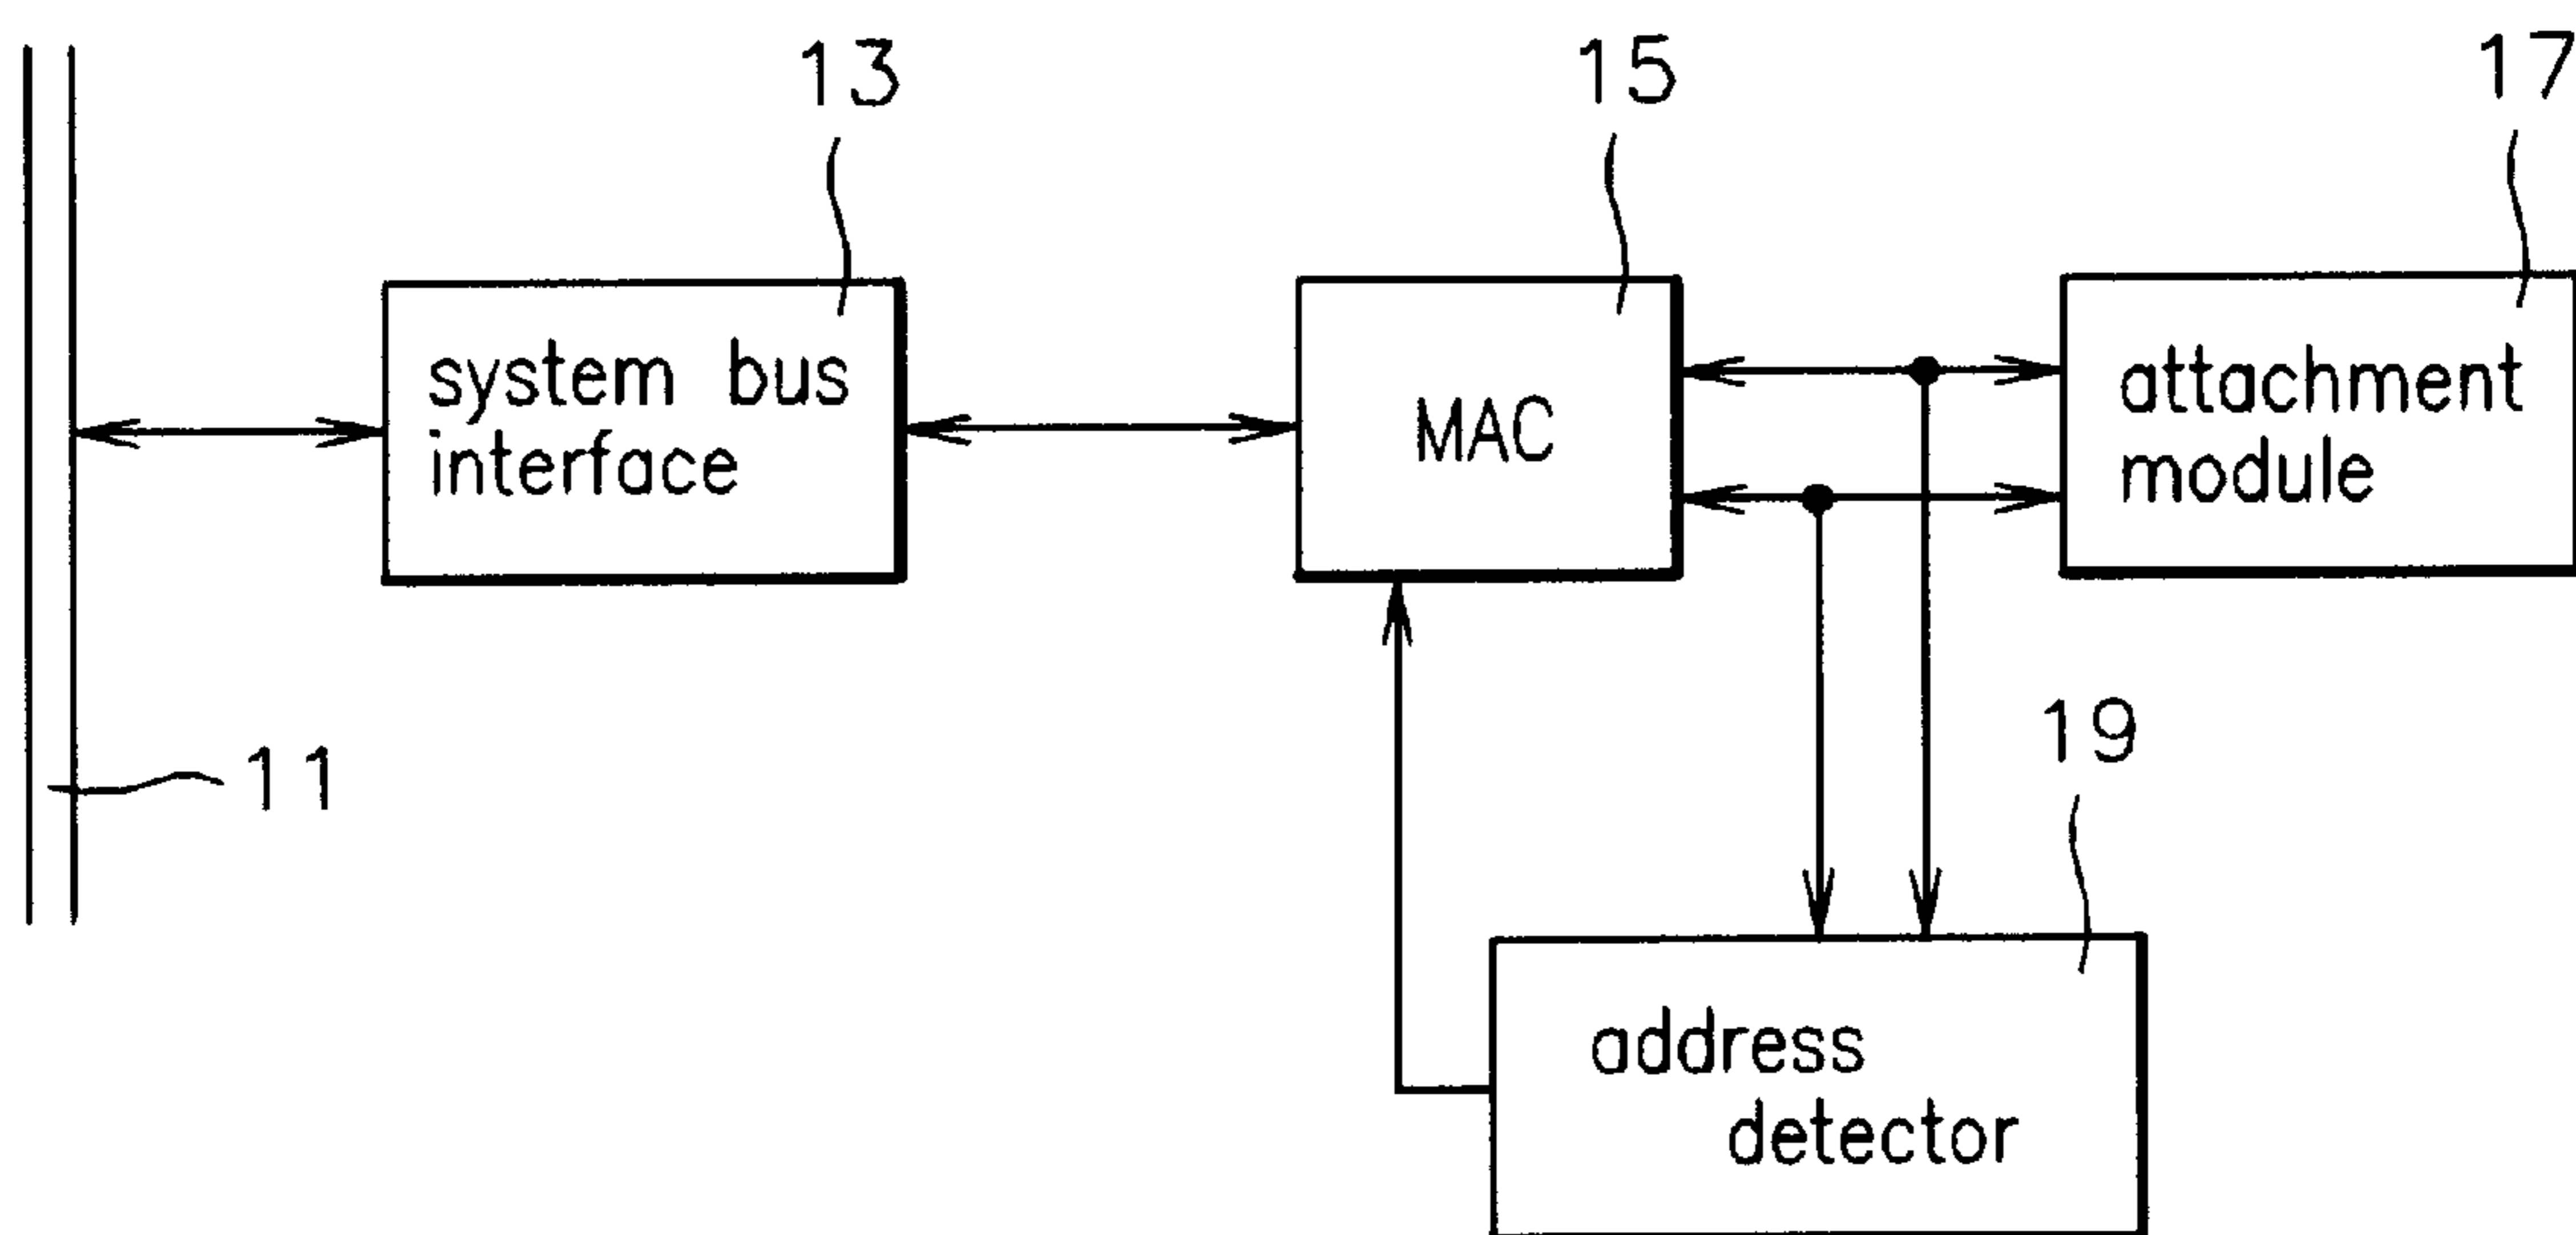 13
15
17
system bus
interface
MAC
attachment
module
11
19
address
detector